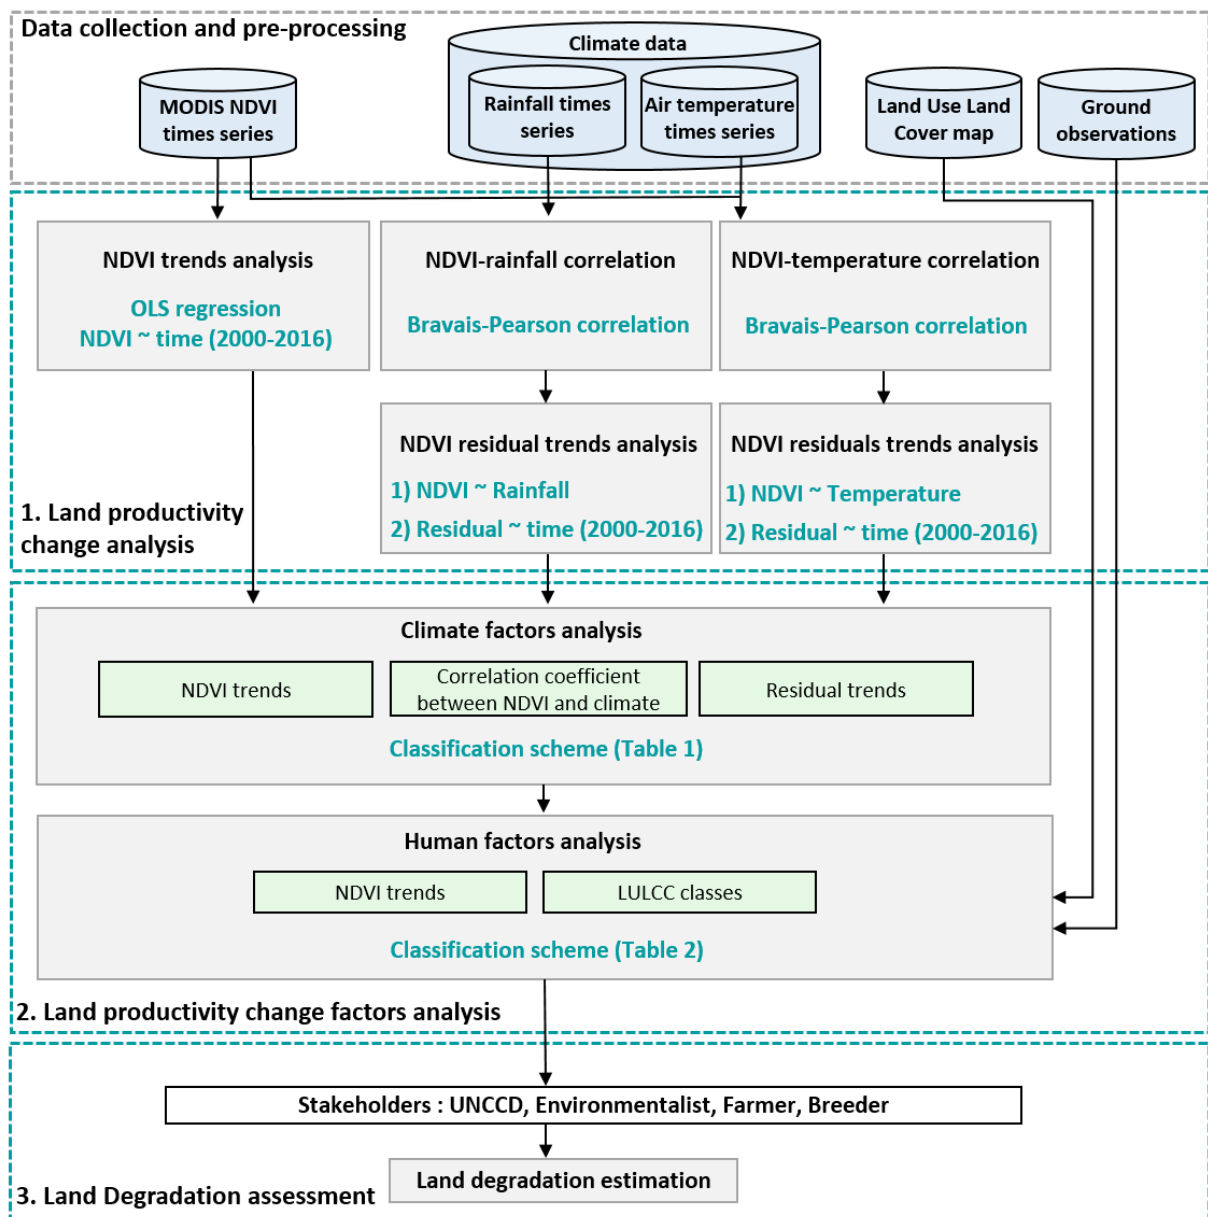 Data collection and pre-processing
Climate data
MODIS NDVI
times series
Rainfall times
series
Air temperature
times series
Land Use Land
Cover map
Ground
observations
NDVI trends analysis
OLS regression
NDVI ~ time (2000-2016)
NDVI-rainfall correlation
Bravais-Pearson correlation
NDVI-temperature correlation
Bravais-Pearson correlation
NDVI residual trends analysis
1) NDVI ~ Rainfall
2) Residual ~ time (2000-2016)
NDVI residuals trends analysis
1) NDVI ~ Temperature
2) Residual ~ time (2000-2016)
1. Land productivity
change analysis
Climate factors analysis
NDVI trends
Correlation coefficient
between NDVI and climate
Residual trends
Classification scheme (Table 1)
Human factors analysis
NDVI trends
LULCC classes
Classification scheme (Table 2)
2. Land productivity change factors analysis
Stakeholders : UNCCD, Environmentalist, Farmer, Breeder
Land degradation estimation
3. Land Degradation assessment